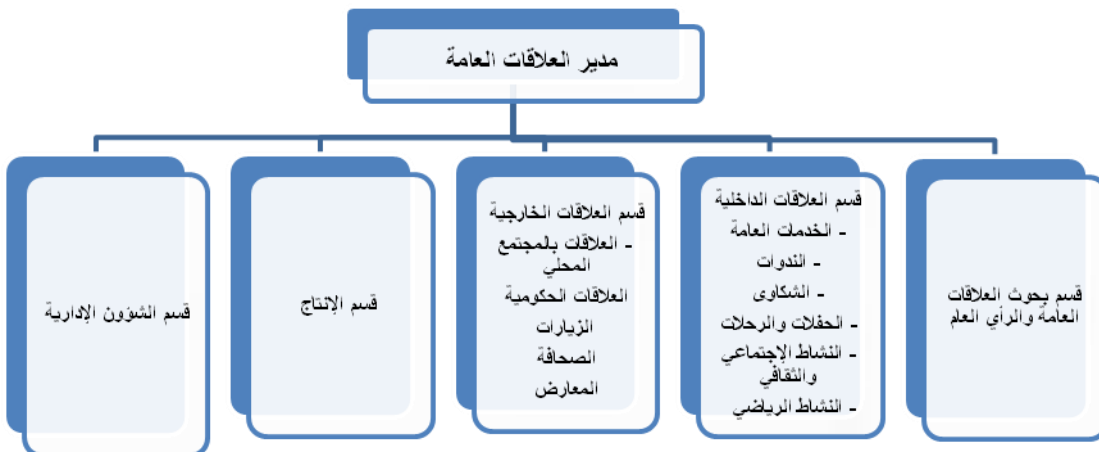 مدير العلاقات العامة
قسم بحوث العلاقات
العامة والرأي العام
قسم العلاقات الداخلية
- الخدمات العامة
- الندوات
- الشكاوى
- الحفلات والرحلات
- النشاط الإجتماعي
والثقافي
- النشاط الرياضي
قسم العلاقات الخارجية
- العلاقات بالمجتمع
المحلي
العلاقات الحكومية
الزيارات
الصحافة
المعارض
قسم الإنتاج
قسم الشؤون الإدارية